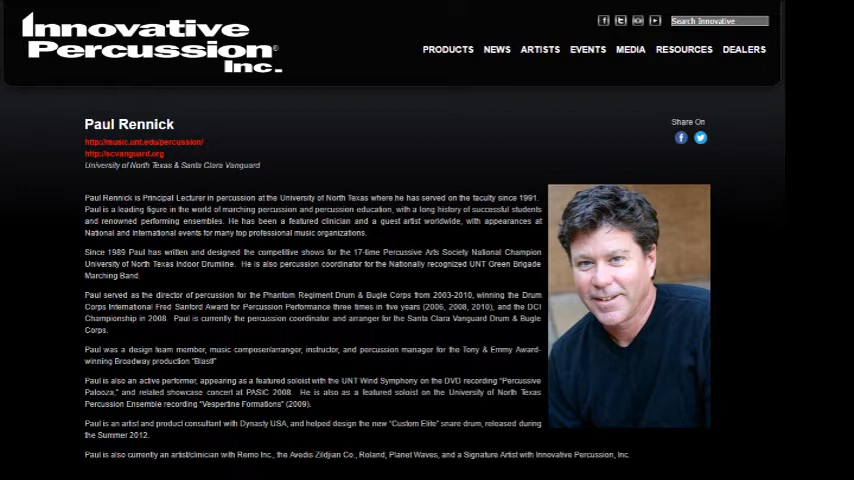 Innovative
Percussion®
Inc.
Search Innovative
PRODUCTS NEWS ARTISTS EVENTS MEDIA RESOURCES DEALERS
Paul Rennick
Share On
http://music.unt.edu/percussion/
http://scvanguard.org
University of North Texas & Santa Clara Vanguard
Paul Rennick is Principal Lecturer in percussion at the University of North Texas where he has served on the faculty since 1991.
Paul is a leading figure in the world of marching percussion and percussion education, with a long history of successful students
and renowned performing ensembles. He has been a featured clinician and a guest artist worldwide, with appearances at
National and International events for many top professional music organizations.
Since 1989 Paul has written and designed the competitive shows for the 17-time Percussive Arts Society National Champion
University of North Texas Indoor Drumline. He is also percussion coordinator for the Nationally recognized UNT Green Brigade
Marching Band.
Paul served as the director of percussion for the Phantom Regiment Drum & Bugle Corps from 2003-2010, winning the Drum
Corps International Fred Sanford Award for Percussion Performance three times in five years (2006, 2008, 2010), and the DCI
Championship in 2008. Paul is currently the percussion coordinator and arranger for the Santa Clara Vanguard Drum & Bugle
Corps.
Paul was a design team member, music composer/arranger, instructor, and percussion manager for the Tony & Emmy Award-
winning Broadway production "Blast!"
Paul is also an active performer, appearing as a featured soloist with the UNT Wind Symphony on the DVD recording "Percussive
Palooza," and related showcase concert at PASIC 2008. He is also as a featured soloist on the University of North Texas
Percussion Ensemble recording "Vespertine Formations" (2009).
Paul is an artist and product consultant with Dynasty USA, and helped design the new "Custom Elite" snare drum, released during
the Summer 2012.
Paul is also currently an artist/clinician with Remo Inc., the Avedis Zildjian Co., Roland, Planet Waves, and a Signature Artist with Innovative Percussion, Inc.